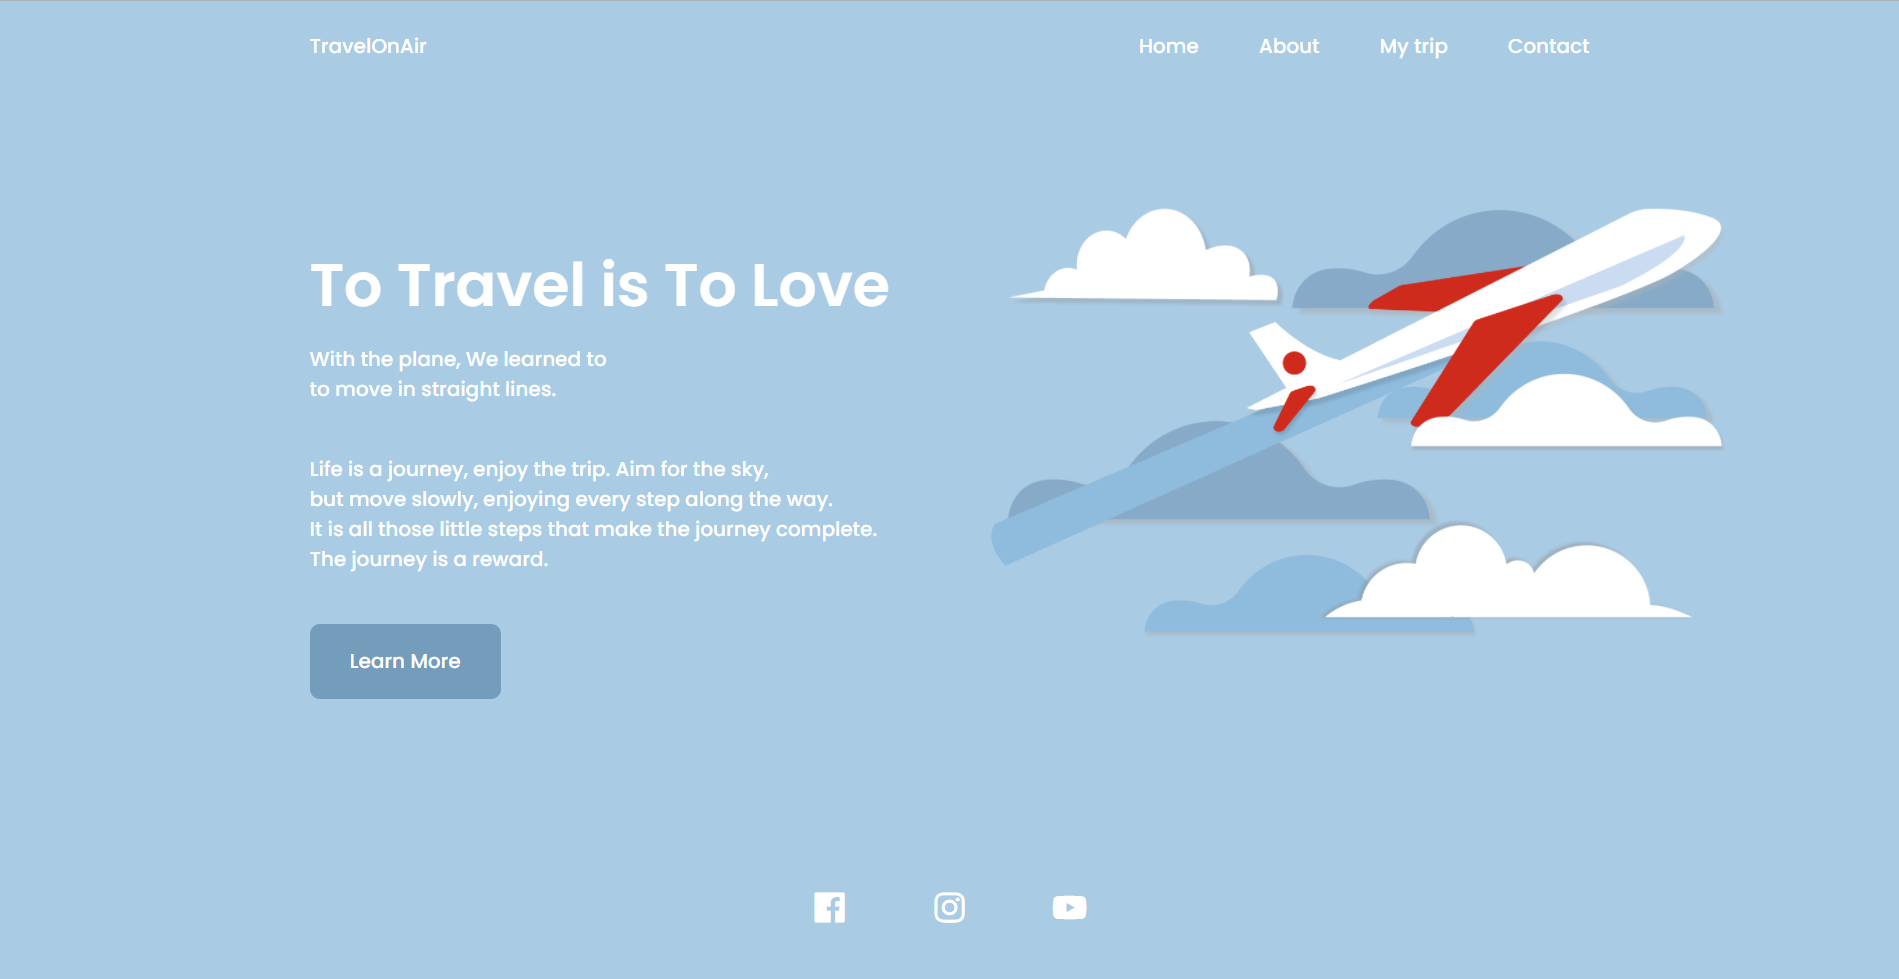 TravelOnAir
Home About My trip Contact
To Travel is To Love
With the plane, We learned to
to move in straight lines.
Life is a journey, enjoy the trip. Aim for the sky,
but move slowly, enjoying every step along the way.
It is all those little steps that make the journey complete.
The journey is a reward.
Learn More